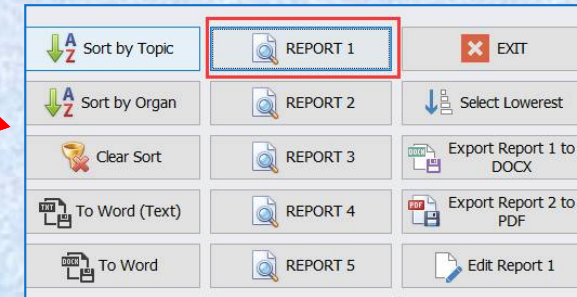 Sort by Topic
REPORT 1
EXIT
Sort by Organ
REPORT 2
Select Lowerest
Clear Sort
REPORT 3
Export Report 1 to
DOCX
To Word (Text)
REPORT 4
Export Report 2 to
PDF
To Word
REPORT 5
Edit Report 1